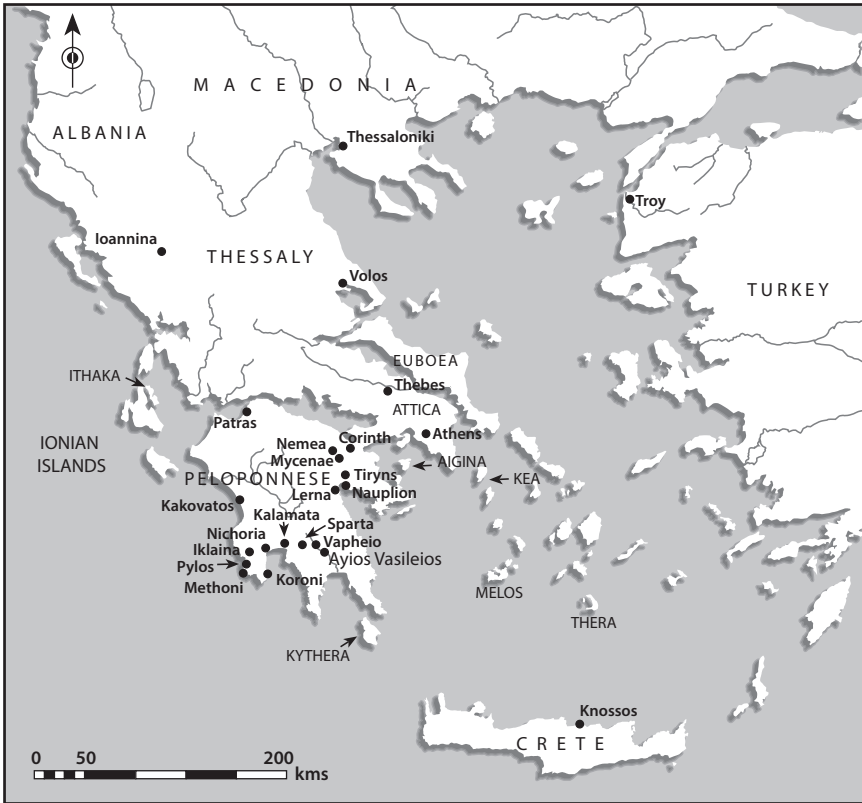 M A C E D O N I A
ALBANIA
Thessaloniki
Troy
Ioannina
THESSALY
Volos
TURKEY
EUBOEA
ITHAKA
Thebes
ATTICA
Patras
IONIAN
ISLANDS
Nemea
Corinth
Athens
Mycenae
AIGINA
PELOPONNESE
Tiryns
KEA
Lerna
Nauplion
Kakovatos
Kalamata
Sparta
Nichoria
Vapheio
Iklaina
Ayios Vasileios
Pylos
Koroni
Methoni
MELOS
THERA
KYTHERA
Knossos
C R E T E
0 50 200
kms